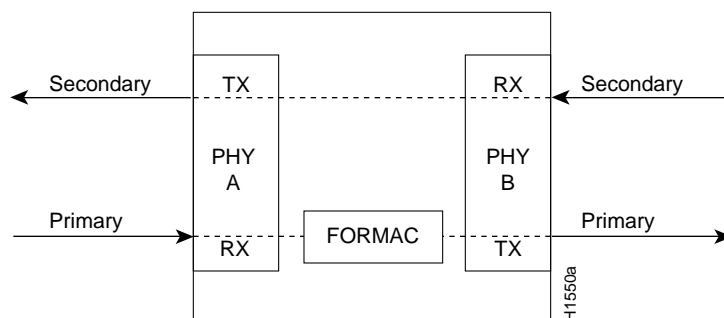 Secondary TX RX Secondary
PHY A PHY B
Primary RX FORMAC TX Primary
H1550a